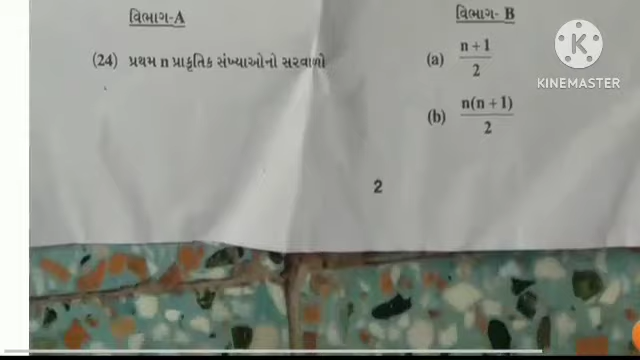 વિભાગ-A
વિભાગ- B
(24) પ્રથમ n પ્રાકૃતિક સંખ્યાઓનો સરવાળો
(a) n + 1 / 2
(b) n(n + 1) / 2
2
K
KINEMASTER